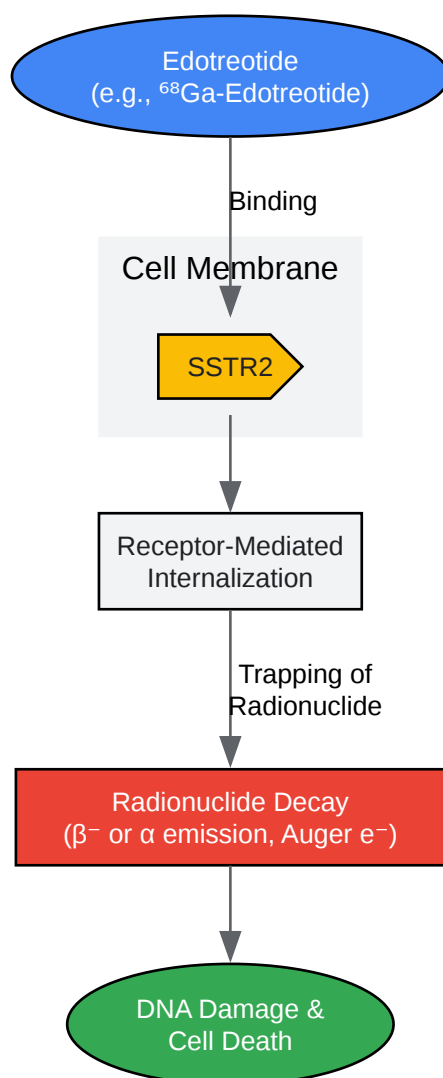 Edotreotide
(e.g., ⁶⁸Ga-Edotreotide)
Binding
Cell Membrane
SSTR2
Receptor-Mediated
Internalization
Trapping of
Radionuclide
Radionuclide Decay
(β⁻ or α emission, Auger e⁻)
DNA Damage &
Cell Death